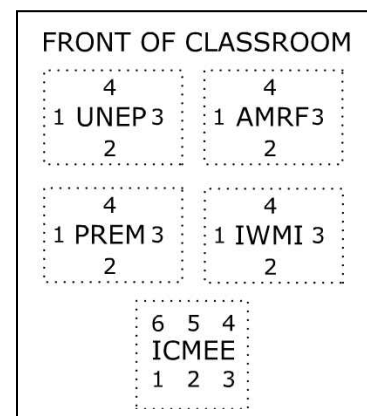 FRONT OF CLASSROOM
4 4
1 UNEP 3 1 AMRF 3
2 2
4 4
1 PREM 3 1 IWMI 3
2 2
6 5 4
ICMEE
1 2 3